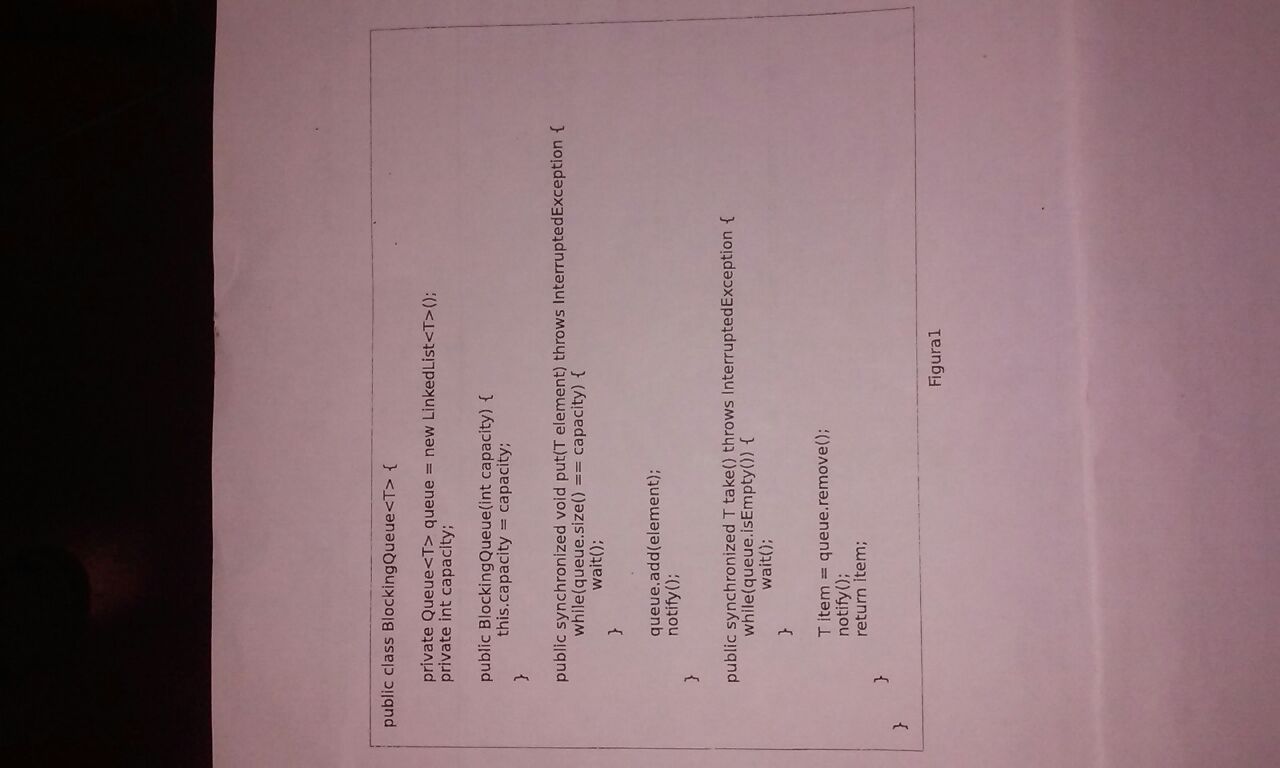 public class BlockingQueue<T> {
private Queue<T> queue = new LinkedList<T>();
private int capacity;
public BlockingQueue(int capacity) {
this.capacity = capacity;
}
public synchronized void put(T element) throws InterruptedException {
while(queue.size() == capacity) {
wait();
}
queue.add(element);
notify();
}
public synchronized T take() throws InterruptedException {
while(queue.isEmpty()) {
wait();
}
T item = queue.remove();
notify();
return item;
}
}
Figura1